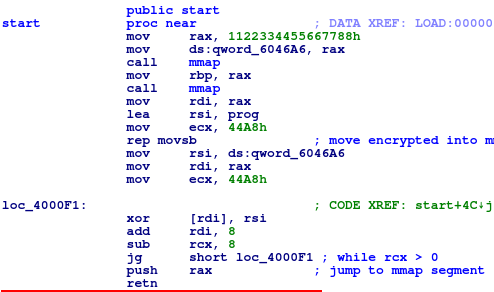 public start
start proc near ; DATA XREF: LOAD:00000
mov rax, 1122334455667788h
mov ds:qword_6046A6, rax
call mmap
mov rbp, rax
call mmap
mov rdi, rax
lea rsi, prog
mov ecx, 44A8h
rep movsb ; move encrypted into mm
mov rsi, ds:qword_6046A6
mov rdi, rax
mov ecx, 44A8h
loc_4000F1: ; CODE XREF: start+4C↓j
xor [rdi], rsi
add rdi, 8
sub rcx, 8
jg short loc_4000F1 ; while rcx > 0
push rax ; jump to mmap segment
retn